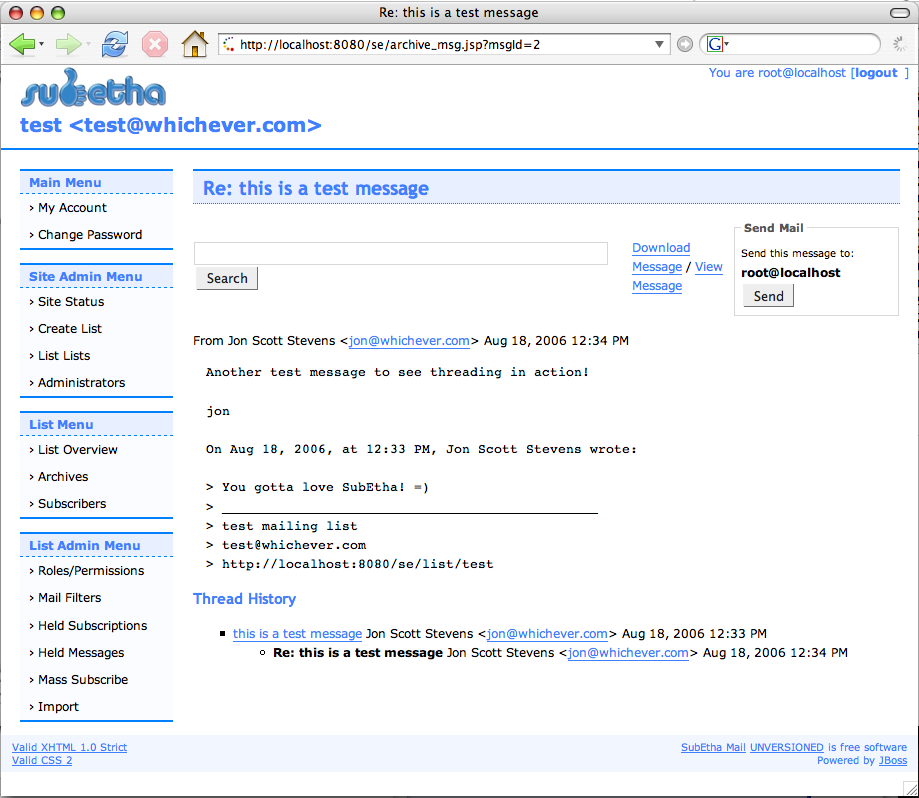 Re: this is a test message
http://localhost:8080/se/archive_msg.jsp?msgId=2
G
You are root@localhost [logout ]
subetha
test <test@whichever.com>
Main Menu
› My Account
› Change Password
Site Admin Menu
› Site Status
› Create List
› List Lists
› Administrators
List Menu
› List Overview
› Archives
› Subscribers
List Admin Menu
› Roles/Permissions
› Mail Filters
› Held Subscriptions
› Held Messages
› Mass Subscribe
› Import
Re: this is a test message
Search
Download
Message / View
Message
Send Mail
Send this message to:
root@localhost
Send
From Jon Scott Stevens <jon@whichever.com> Aug 18, 2006 12:34 PM
Another test message to see threading in action!
jon
On Aug 18, 2006, at 12:33 PM, Jon Scott Stevens wrote:
> You gotta love SubEtha! =)
> _______________________________________________
> test mailing list
> test@whichever.com
> http://localhost:8080/se/list/test
Thread History
▪ this is a test message Jon Scott Stevens <jon@whichever.com> Aug 18, 2006 12:33 PM
◦ Re: this is a test message Jon Scott Stevens <jon@whichever.com> Aug 18, 2006 12:34 PM
Valid XHTML 1.0 Strict
Valid CSS 2
SubEtha Mail UNVERSIONED is free software
Powered by JBoss